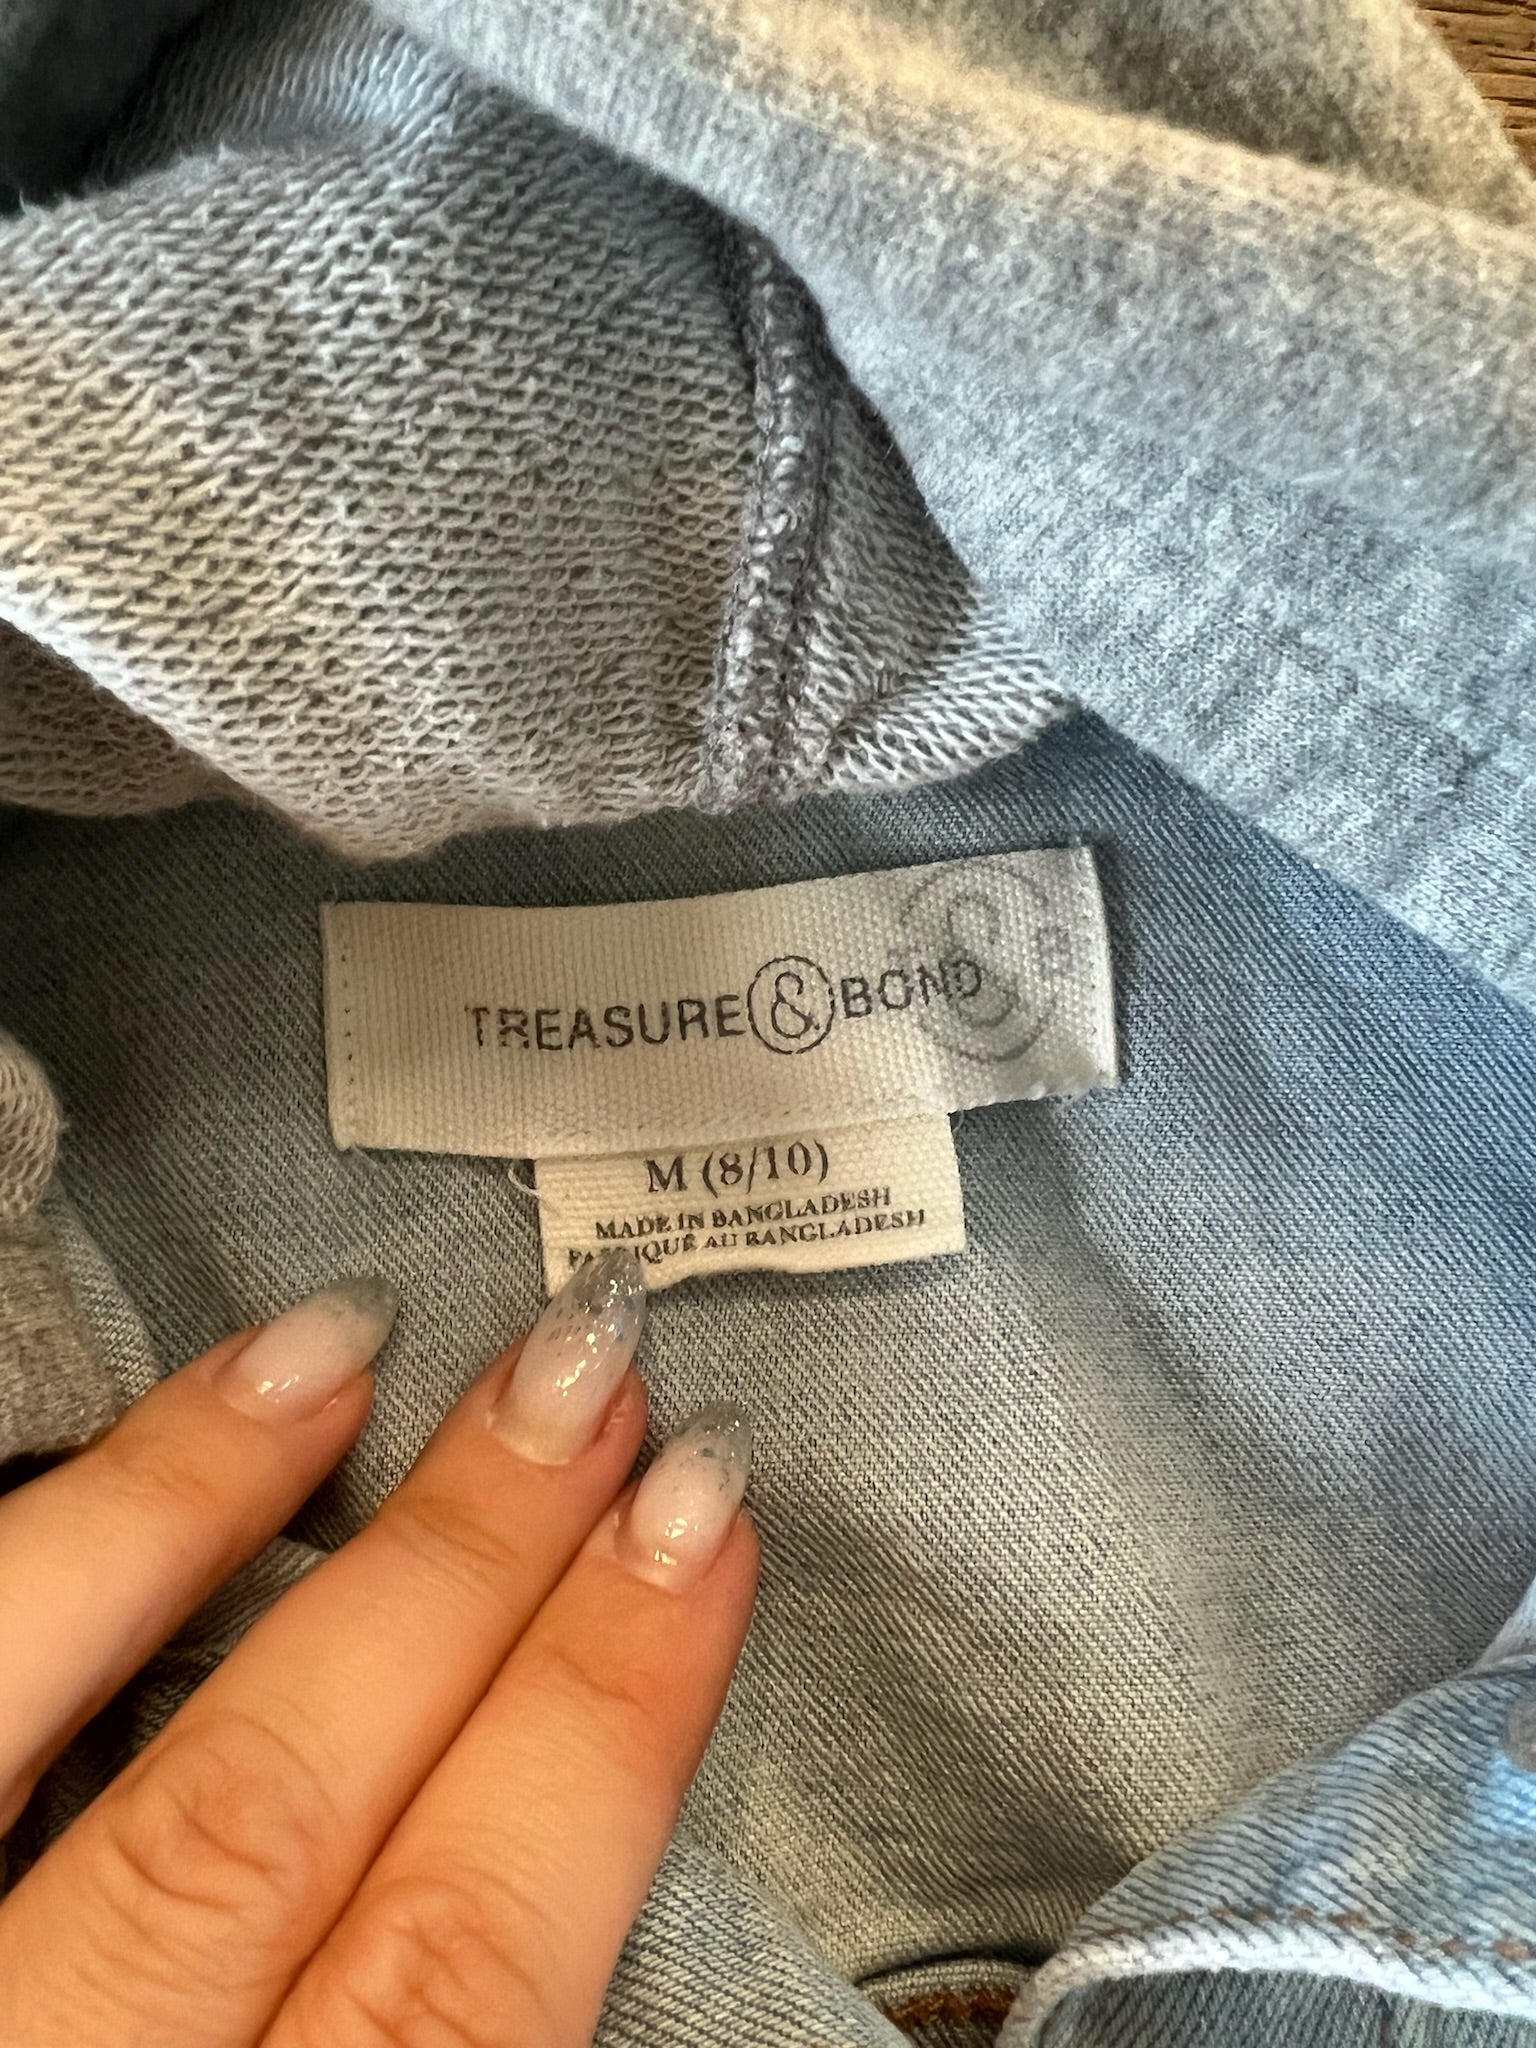 TREASURE & BOND
M (8/10)
MADE IN BANGLADESH
FABRIQUÉ AU BANGLADESH